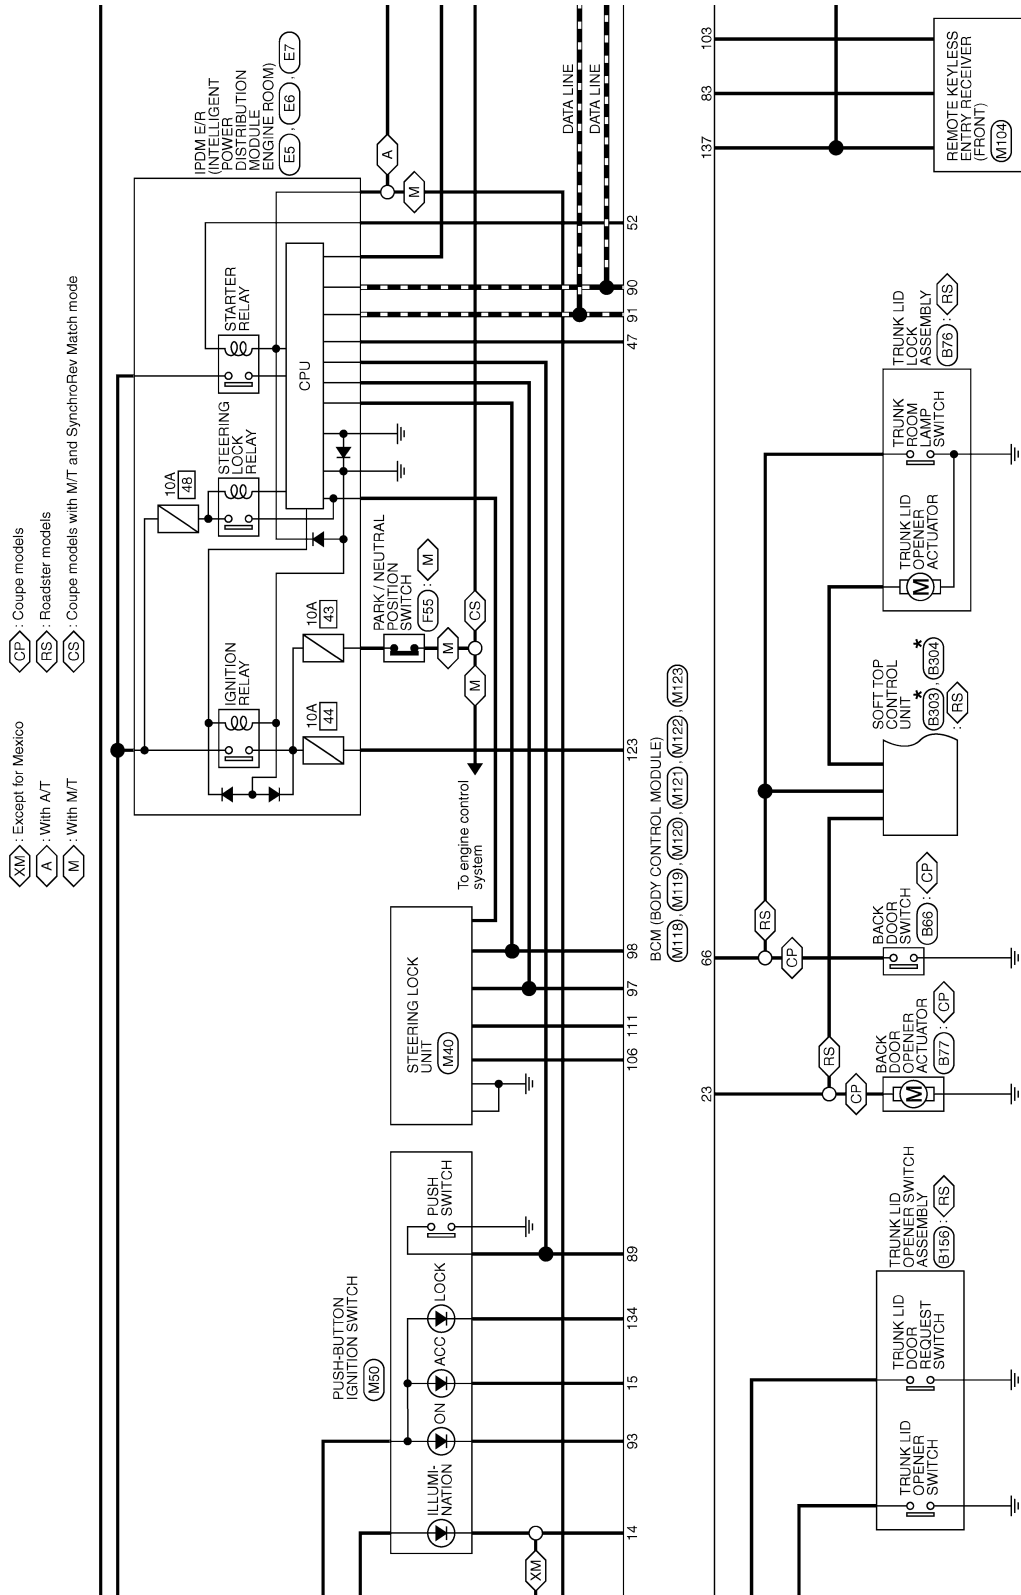 XM : Except for Mexico
A : With A/T
M : With M/T
CP : Coupe models
RS : Roadster models
CS : Coupe models with M/T and SynchroRev Match mode
IPDM E/R
(INTELLIGENT
POWER
DISTRIBUTION
MODULE
ENGINE ROOM)
E5 , E6 , E7
IGNITION
RELAY
10A
44
10A
43
10A
48
STEERING
LOCK
RELAY
STARTER
RELAY
CPU
A
M
PARK / NEUTRAL
POSITION
SWITCH
F55 : M
M
M
CS
To engine control
system
DATA LINE
DATA LINE
PUSH-BUTTON
IGNITION SWITCH
M50
ILLUMI-
NATION
ON
ACC
LOCK
PUSH
SWITCH
STEERING LOCK
UNIT
M40
XM
14
93
15
134
89
106
111
97
98
123
47
91
90
52
BCM (BODY CONTROL MODULE)
M118 , M119 , M120 , M121 , M122 , M123
23
66
137
83
103
RS
CP
RS
CP
TRUNK LID
OPENER SWITCH
ASSEMBLY
B156 : RS
TRUNK LID
OPENER
SWITCH
TRUNK LID
DOOR
REQUEST
SWITCH
BACK
DOOR
OPENER
ACTUATOR
B77 : CP
M
BACK
DOOR
SWITCH
B66 : CP
SOFT TOP
CONTROL
UNIT
* *
B303 , B304
: RS
TRUNK LID
LOCK
ASSEMBLY
B76 : RS
TRUNK LID
OPENER
ACTUATOR
M
TRUNK
ROOM
LAMP
SWITCH
REMOTE KEYLESS
ENTRY RECEIVER
(FRONT)
M104